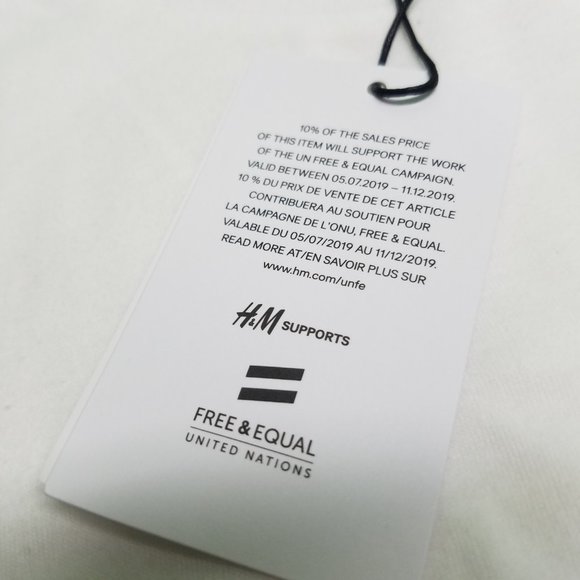 10% OF THE SALES PRICE
OF THIS ITEM WILL SUPPORT THE WORK
OF THE UN FREE & EQUAL CAMPAIGN.
VALID BETWEEN 05.07.2019 – 11.12.2019.
10 % DU PRIX DE VENTE DE CET ARTICLE
CONTRIBUERA AU SOUTIEN POUR
LA CAMPAGNE DE L'ONU, FREE & EQUAL.
VALABLE DU 05/07/2019 AU 11/12/2019.
READ MORE AT/EN SAVOIR PLUS SUR
www.hm.com/unfe
H&M SUPPORTS
FREE & EQUAL
UNITED NATIONS